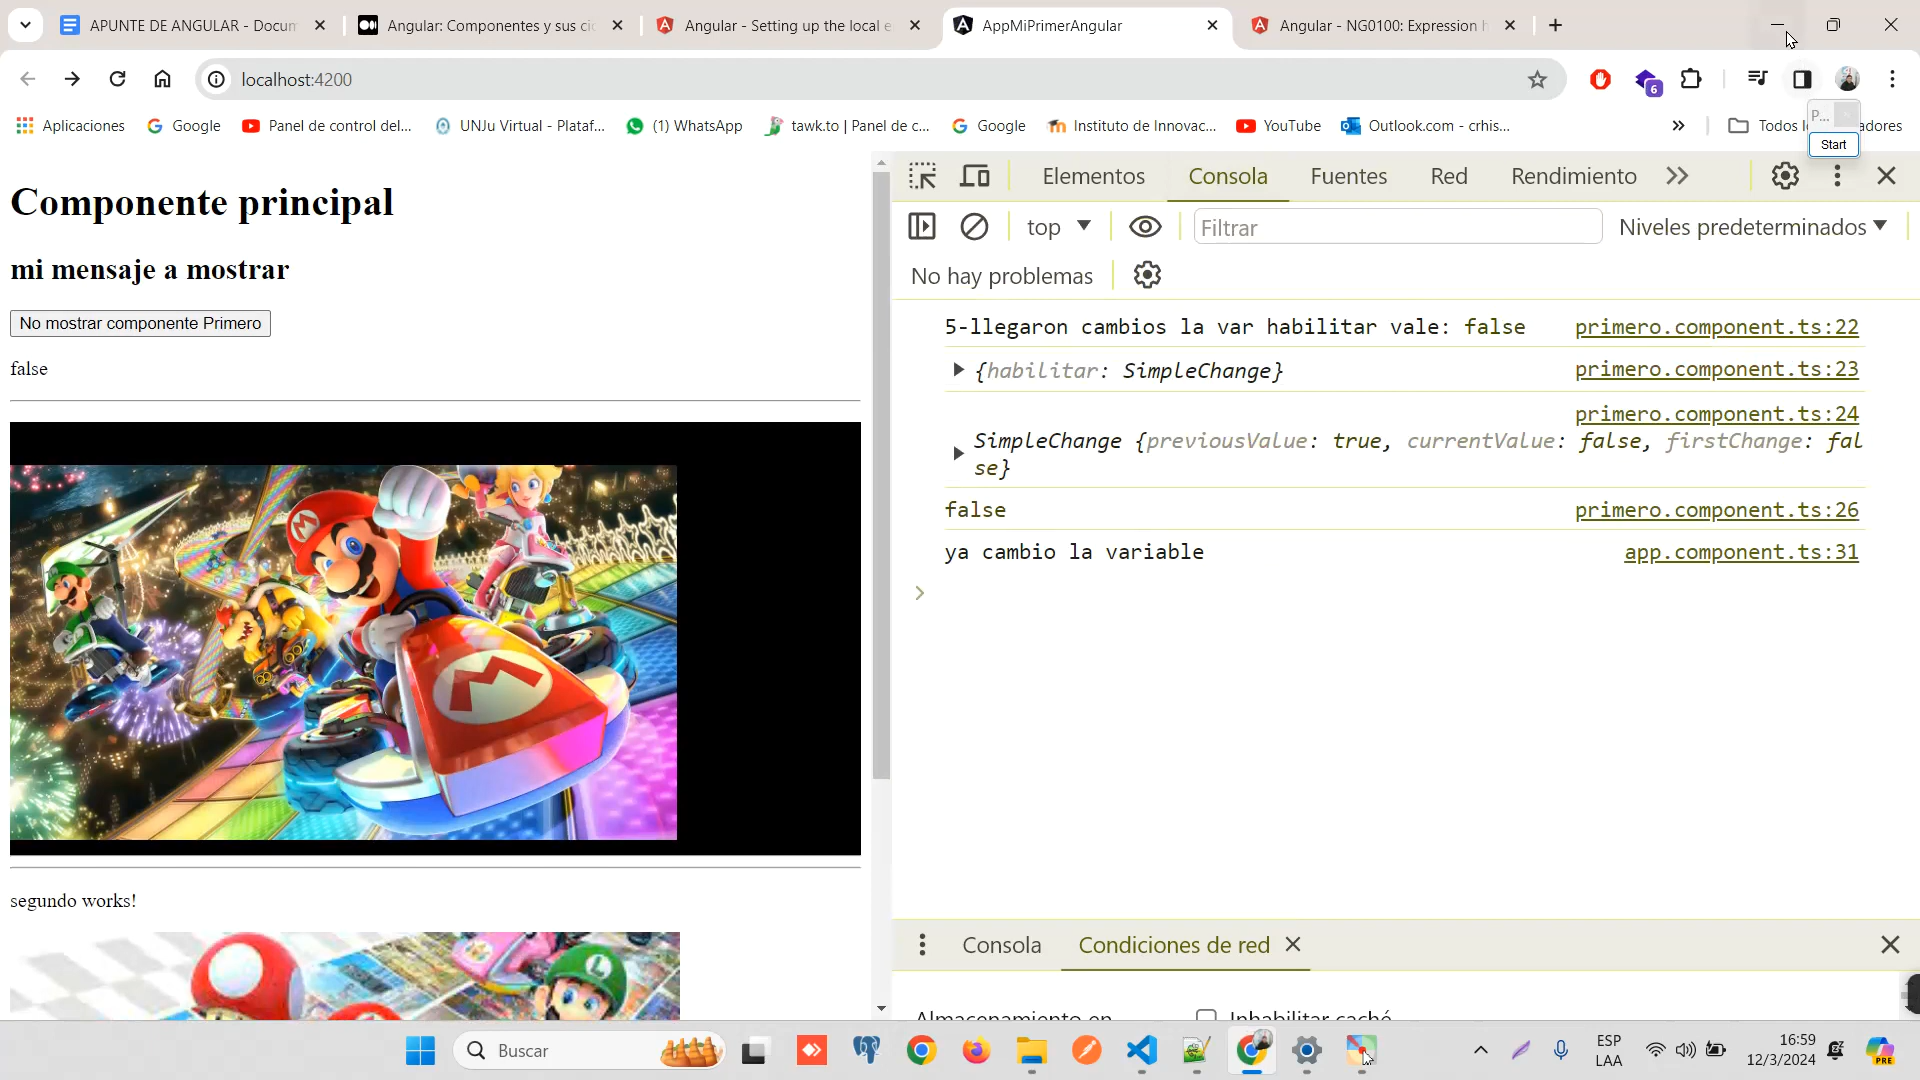 APUNTE DE ANGULAR - Docum
Angular: Componentes y sus cic
Angular - Setting up the local e
AppMiPrimerAngular
Angular - NG0100: Expression h
localhost:4200
6
Aplicaciones
Google
Panel de control del...
UNJu Virtual - Plataf...
(1) WhatsApp
tawk.to | Panel de c...
Google
Instituto de Innovac...
YouTube
Outlook.com - crhis...
Todos l
adores
P...
Start
Componente principal
mi mensaje a mostrar
No mostrar componente Primero
false
segundo works!
Elementos
Consola
Fuentes
Red
Rendimiento
top
Filtrar
Niveles predeterminados
No hay problemas
5-llegaron cambios la var habilitar vale: false primero.component.ts:22
{habilitar: SimpleChange} primero.component.ts:23
primero.component.ts:24
SimpleChange {previousValue: true, currentValue: false, firstChange: fal
se}
false primero.component.ts:26
ya cambio la variable app.component.ts:31
Consola
Condiciones de red
Almacenamiento en
Inhabilitar caché
Buscar
ESP
LAA
16:59
12/3/2024
PRE